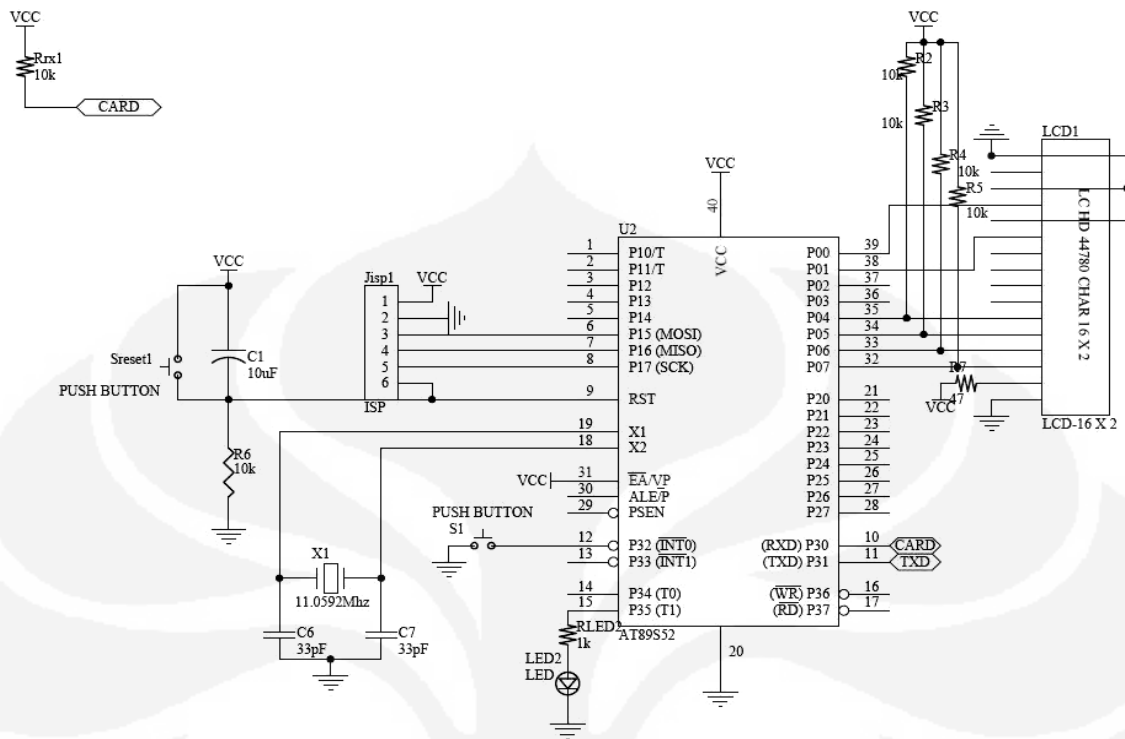 VCC
Rrx1
10k
CARD
VCC
R2
10k
R3
10k
R4
10k
R5
10k
LCD1
LCHD 44780 CHAR 16 X 2
LCD-16 X 2
R7
47
VCC
VCC
40
VCC
U2
1 P10/T
2 P11/T
3 P12
4 P13
5 P14
6 P15 (MOSI)
7 P16 (MISO)
8 P17 (SCK)
9 RST
19 X1
18 X2
31 EA/VP
30 ALE/P
29 PSEN
12 P32 (INT0)
13 P33 (INT1)
14 P34 (T0)
15 P35 (T1)
P00 39
P01 38
P02 37
P03 36
P04 35
P05 34
P06 33
P07 32
P20 21
P21 22
P22 23
P23 24
P24 25
P25 26
P26 27
P27 28
(RXD) P30 10
(TXD) P31 11
(WR) P36 16
(RD) P37 17
CARD
TXD
AT89S52
20
Jisp1
VCC
1
2
3
4
5
6
ISP
VCC
Sreset1
PUSH BUTTON
C1
10uF
R6
10k
VCC
PUSH BUTTON
S1
X1
11.0592Mhz
C6
33pF
C7
33pF
1k
LED2
LED